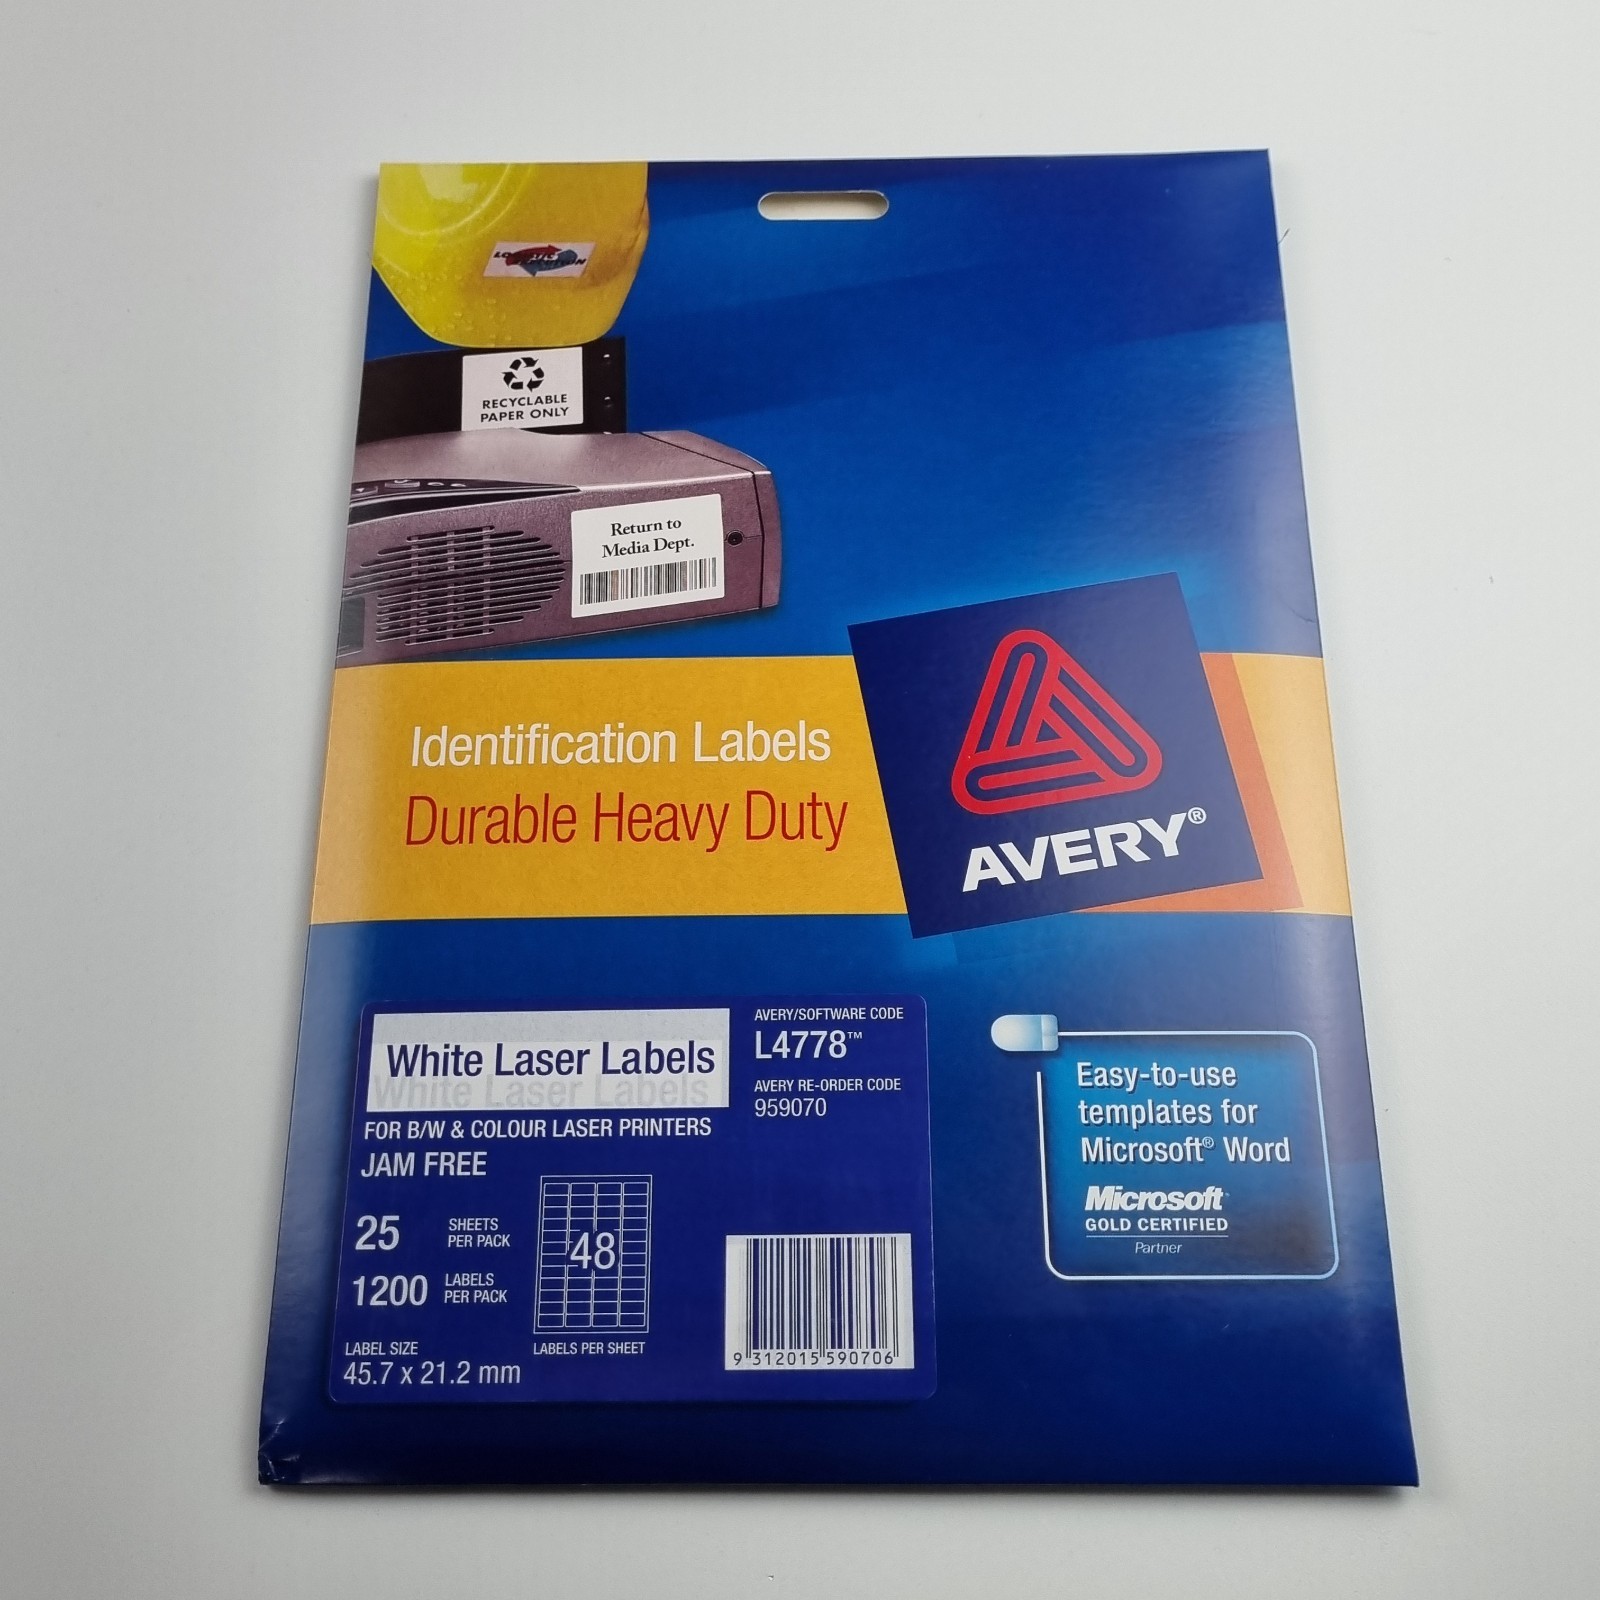 RECYCLABLE
PAPER ONLY
Return to
Media Dept.
Identification Labels
Durable Heavy Duty
AVERY®
White Laser Labels
White Laser Labels
FOR B/W & COLOUR LASER PRINTERS
JAM FREE
25 SHEETS
PER PACK
1200 LABELS
PER PACK
LABEL SIZE
45.7 x 21.2 mm
48
LABELS PER SHEET
AVERY/SOFTWARE CODE
L4778™
AVERY RE-ORDER CODE
959070
9 312015 590706
Easy-to-use
templates for
Microsoft® Word
Microsoft
GOLD CERTIFIED
Partner